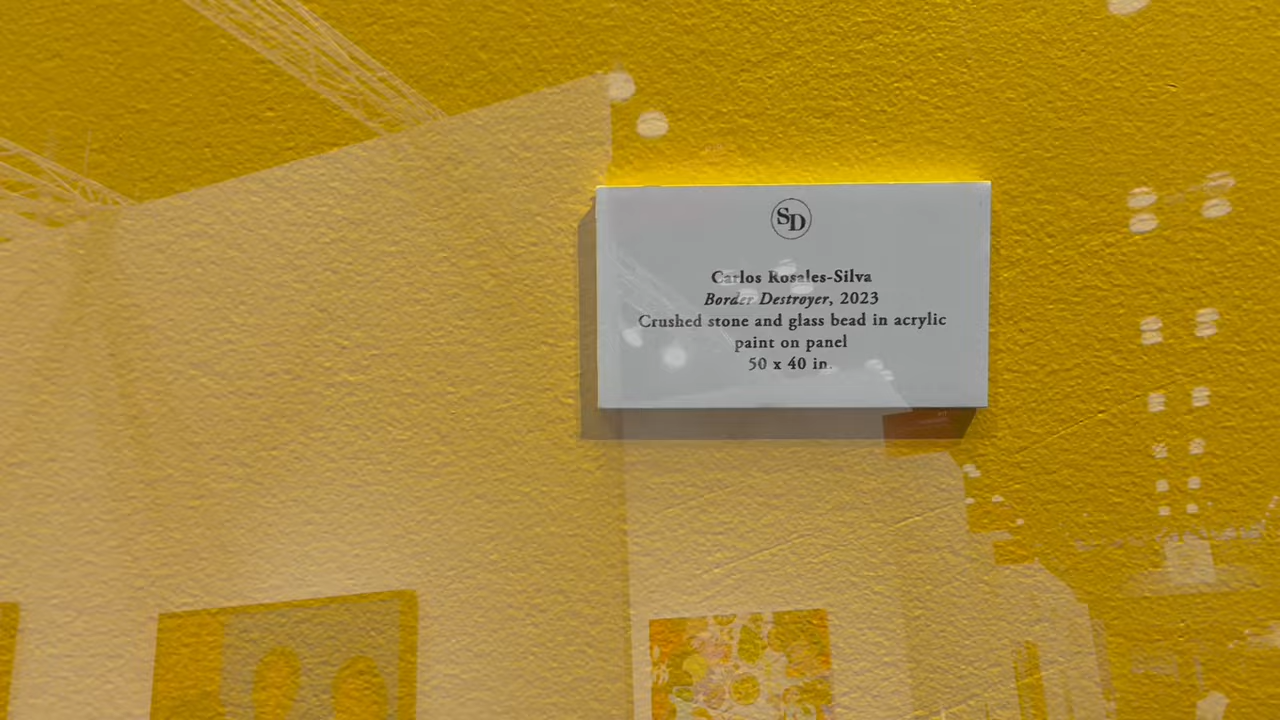 SD
Carlos Rosales-Silva
Border Destroyer, 2023
Crushed stone and glass bead in acrylic
paint on panel
50 x 40 in.